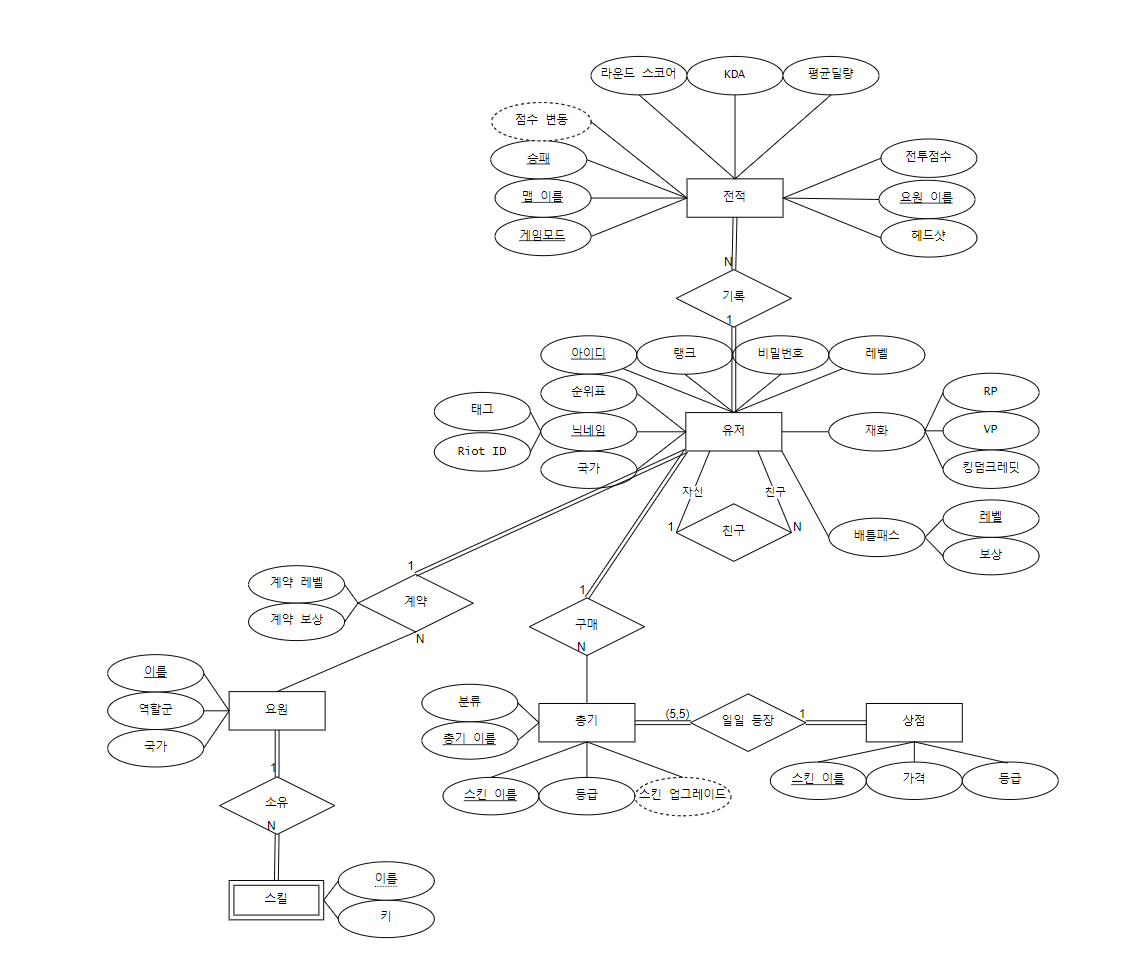 라운드 스코어
KDA
평균딜량
점수 변동
승패
맵 이름
게임모드
전적
전투점수
요원 이름
헤드샷
N
기록
1
아이디
랭크
비밀번호
레벨
순위표
닉네임
국가
태그
Riot ID
유저
재화
RP
VP
킹덤크레딧
자신
친구
1
친구
N
배틀패스
레벨
보상
1
계약 레벨
계약 보상
계약
N
1
구매
N
이름
역할군
국가
요원
분류
총기 이름
총기
(5,5)
일일 등장
1
상점
스킨 이름
등급
스킨 업그레이드
스킨 이름
가격
등급
1
소유
N
스킬
이름
키